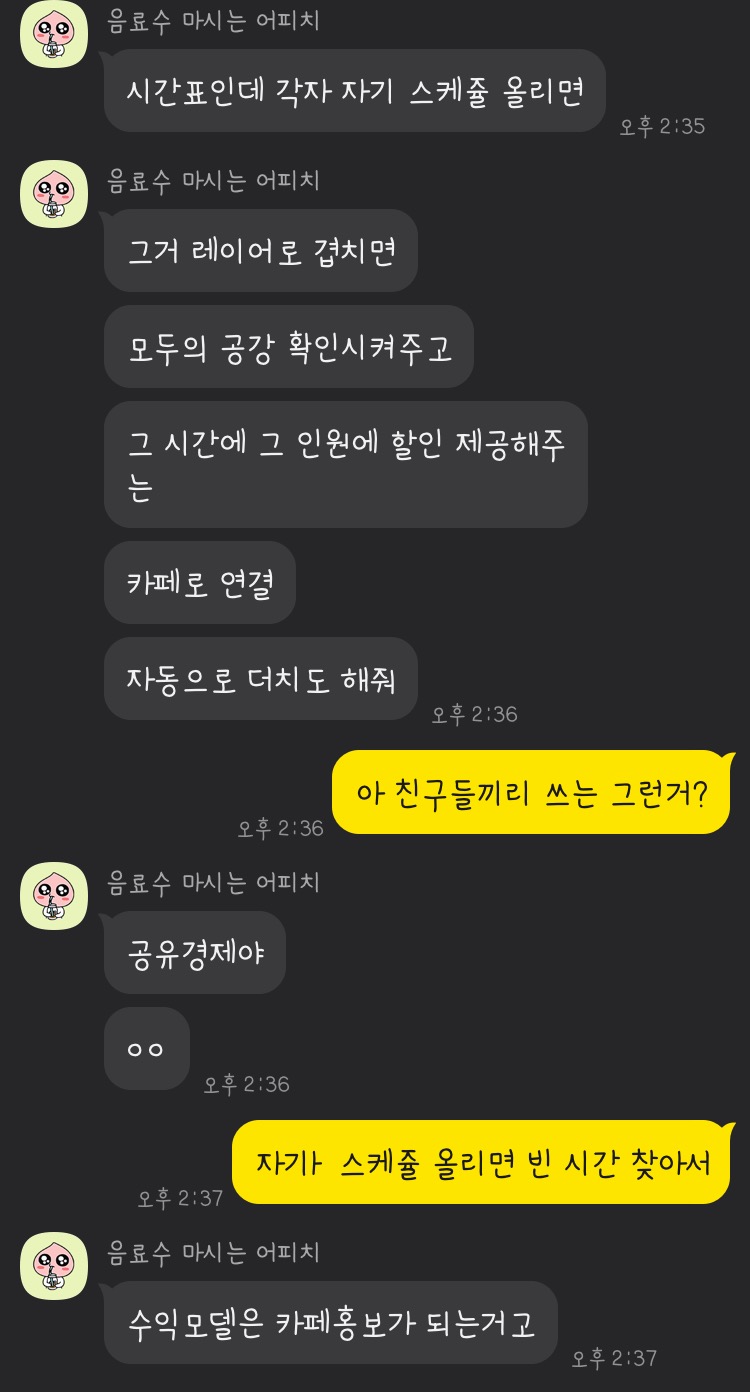 음료수 마시는 어피치
시간표인데 각자 자기 스케쥴 올리면
오후 2:35
음료수 마시는 어피치
그거 레이어로 겹치면
모두의 공강 확인시켜주고
그 시간에 그 인원에 할인 제공해주
는
카페로 연결
자동으로 더치도 해줘
오후 2:36
아 친구들끼리 쓰는 그런거?
오후 2:36
음료수 마시는 어피치
공유경제야
ㅇㅇ
오후 2:36
자기ㅏ 스케쥴 올리면 빈 시간 찾아서
오후 2:37
음료수 마시는 어피치
수익모델은 카페홍보가 되는거고
오후 2:37